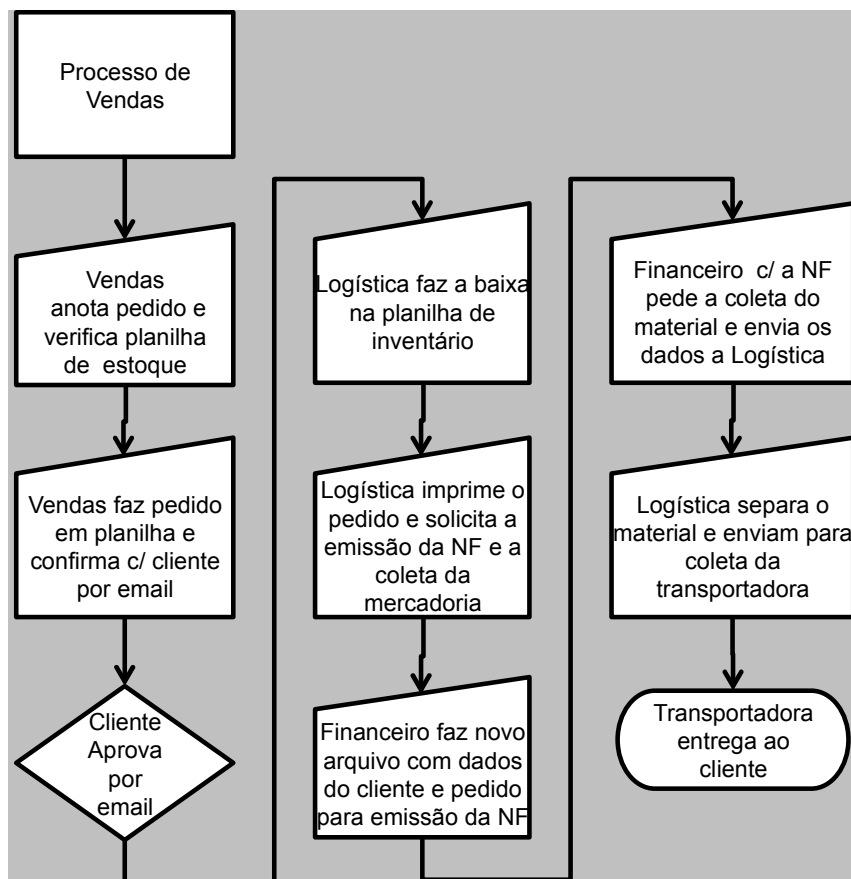 Processo de
Vendas
Vendas
anota pedido e
verifica planilha
de estoque
Vendas faz pedido
em planilha e
confirma c/ cliente
por email
Cliente
Aprova
por
email
Logística faz a baixa
na planilha de
inventário
Logística imprime o
pedido e solicita a
emissão da NF e a
coleta da
mercadoria
Financeiro faz novo
arquivo com dados
do cliente e pedido
para emissão da NF
Financeiro c/ a NF
pede a coleta do
material e envia os
dados a Logística
Logística separa o
material e enviam para
coleta da
transportadora
Transportadora
entrega ao
cliente